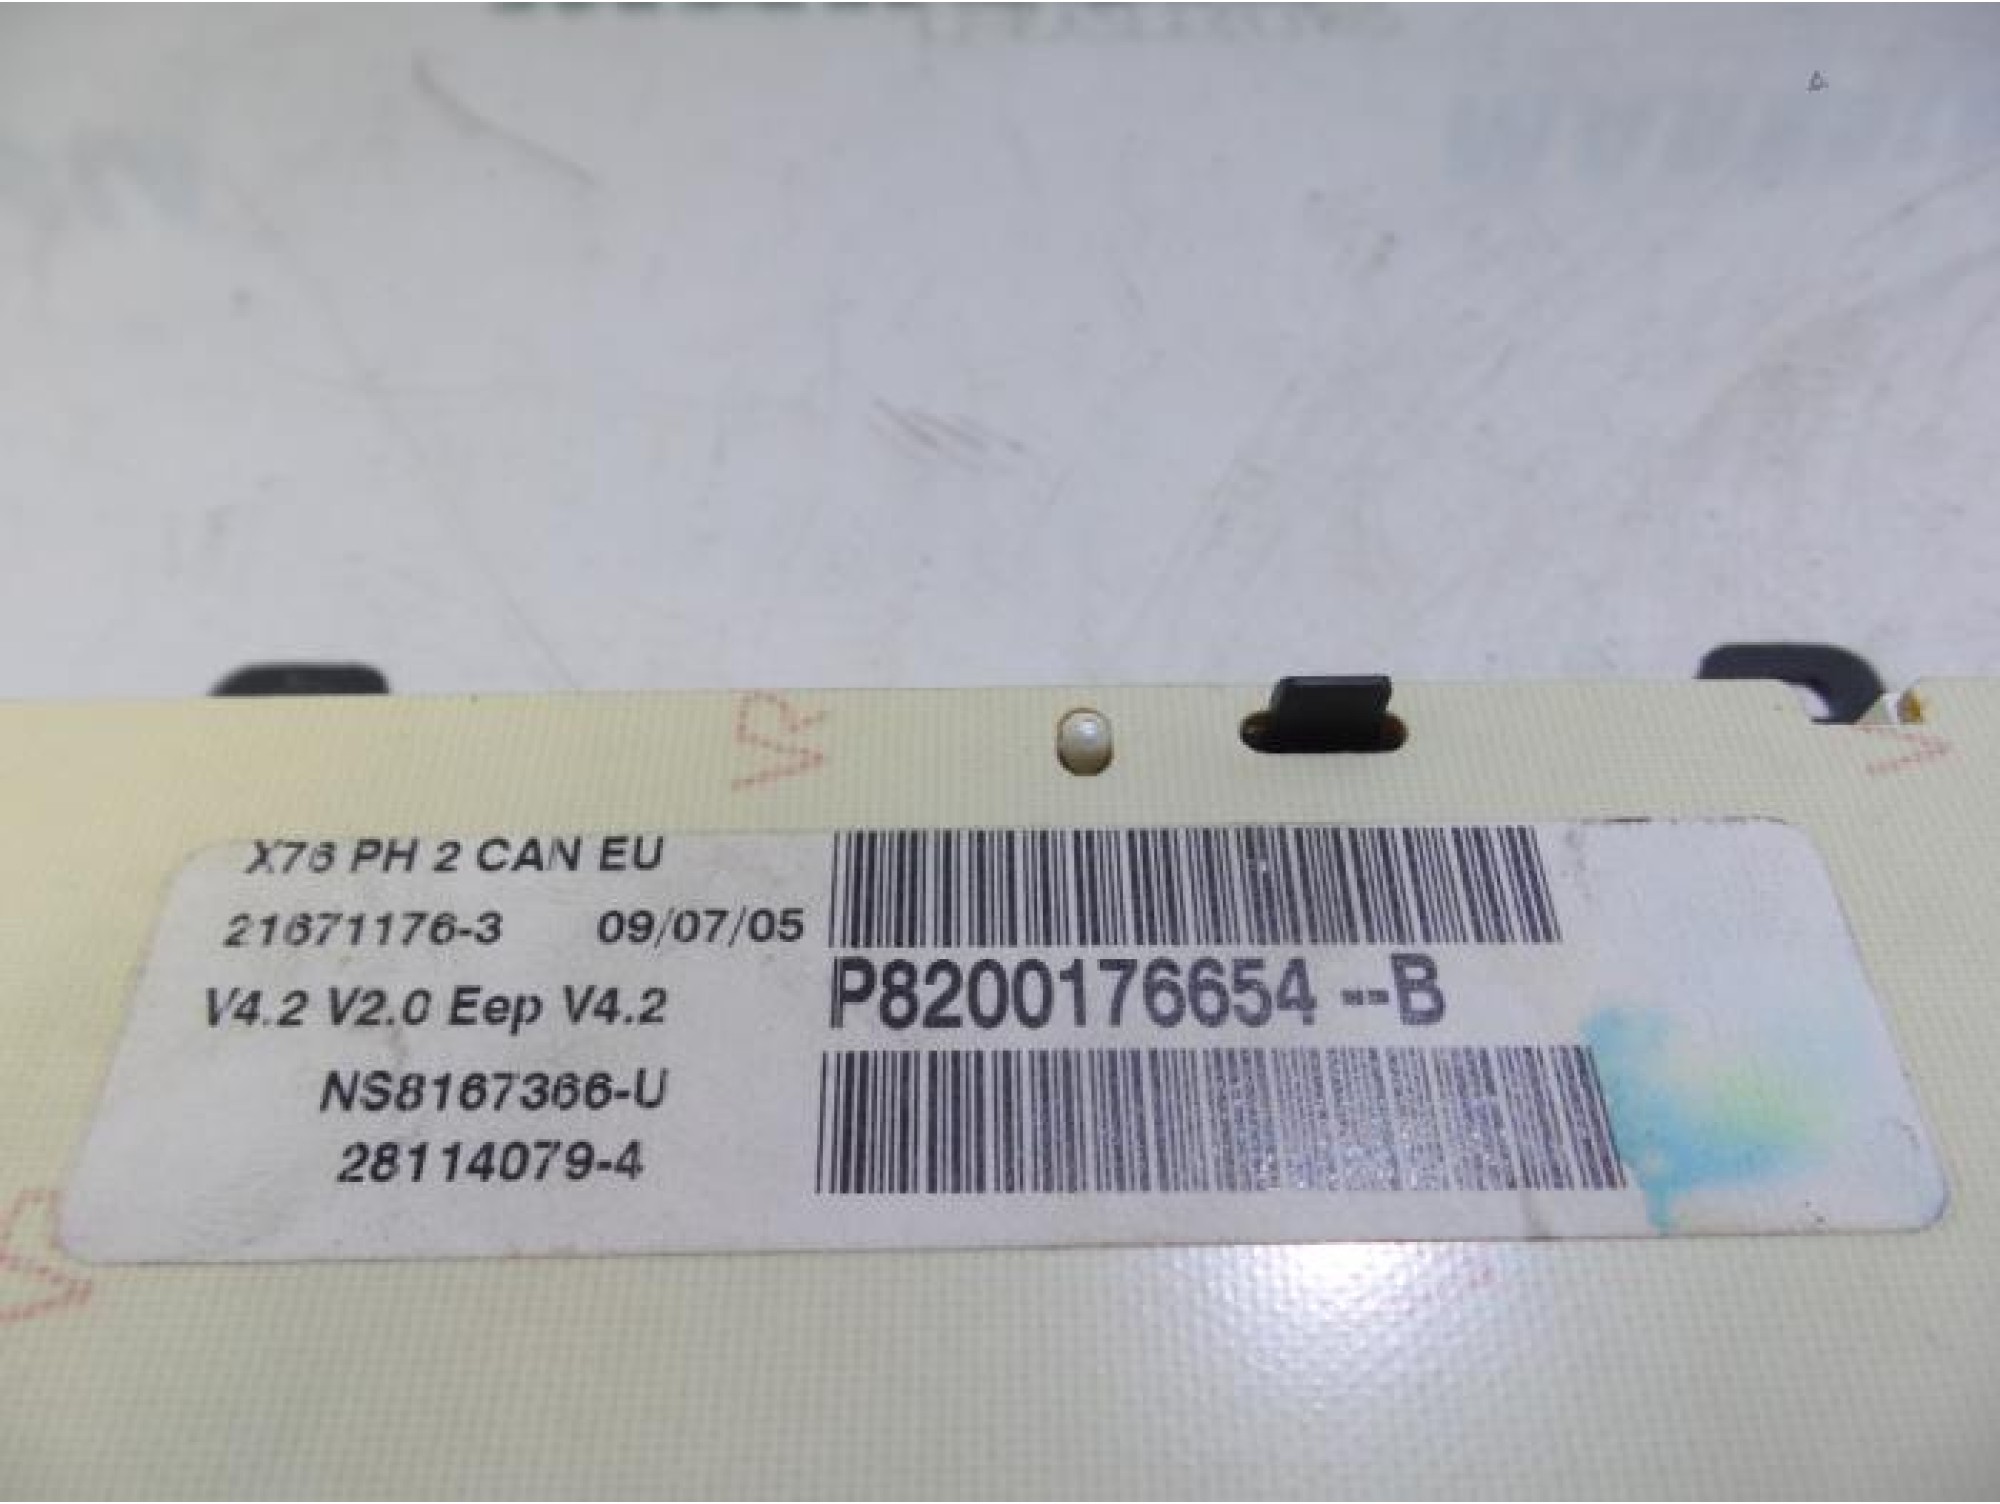 VR
X76 PH 2 CAN EU
21671176-3 09/07/05
V4.2 V2.0 Eep V4.2
NS8167366-U
28114079-4
P8200176654--B